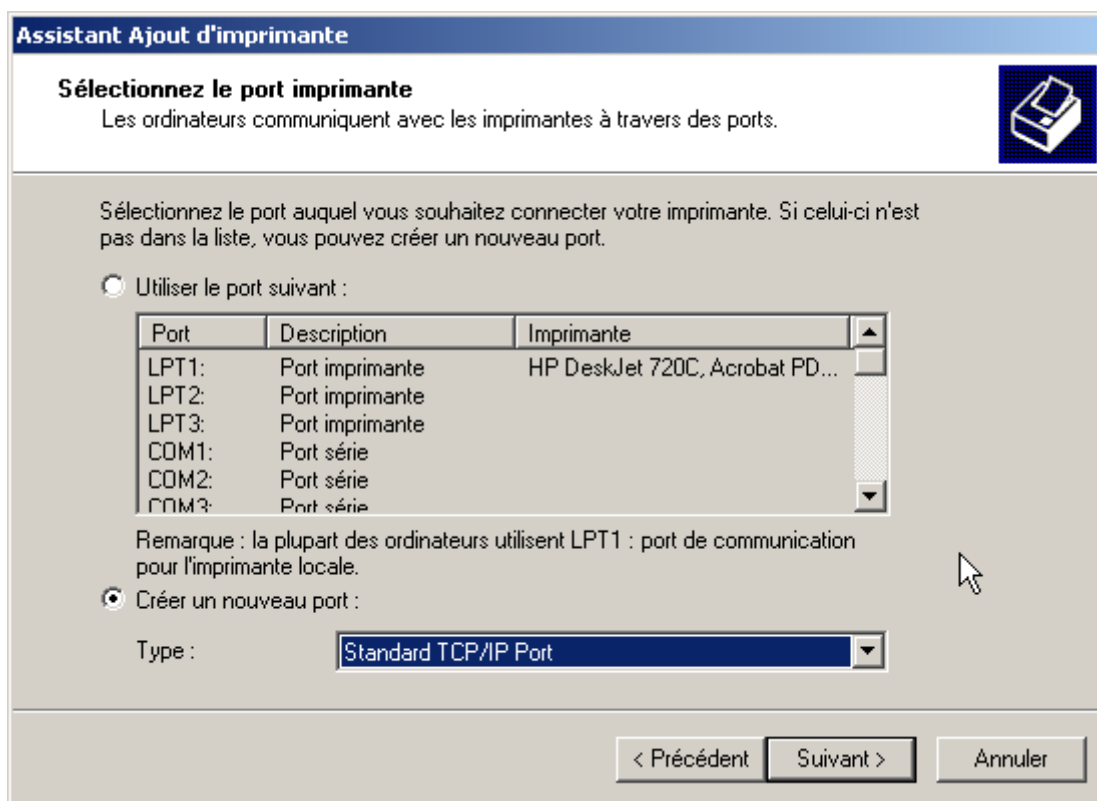 Assistant Ajout d'imprimante
Sélectionnez le port imprimante
Les ordinateurs communiquent avec les imprimantes à travers des ports.
Sélectionnez le port auquel vous souhaitez connecter votre imprimante. Si celui-ci n'est
pas dans la liste, vous pouvez créer un nouveau port.
Utiliser le port suivant :
Port Description Imprimante
LPT1: Port imprimante HP DeskJet 720C, Acrobat PD...
LPT2: Port imprimante
LPT3: Port imprimante
COM1: Port série
COM2: Port série
COM3: Port série
Remarque : la plupart des ordinateurs utilisent LPT1 : port de communication
pour l'imprimante locale.
Créer un nouveau port :
Type : Standard TCP/IP Port
< Précédent Suivant > Annuler